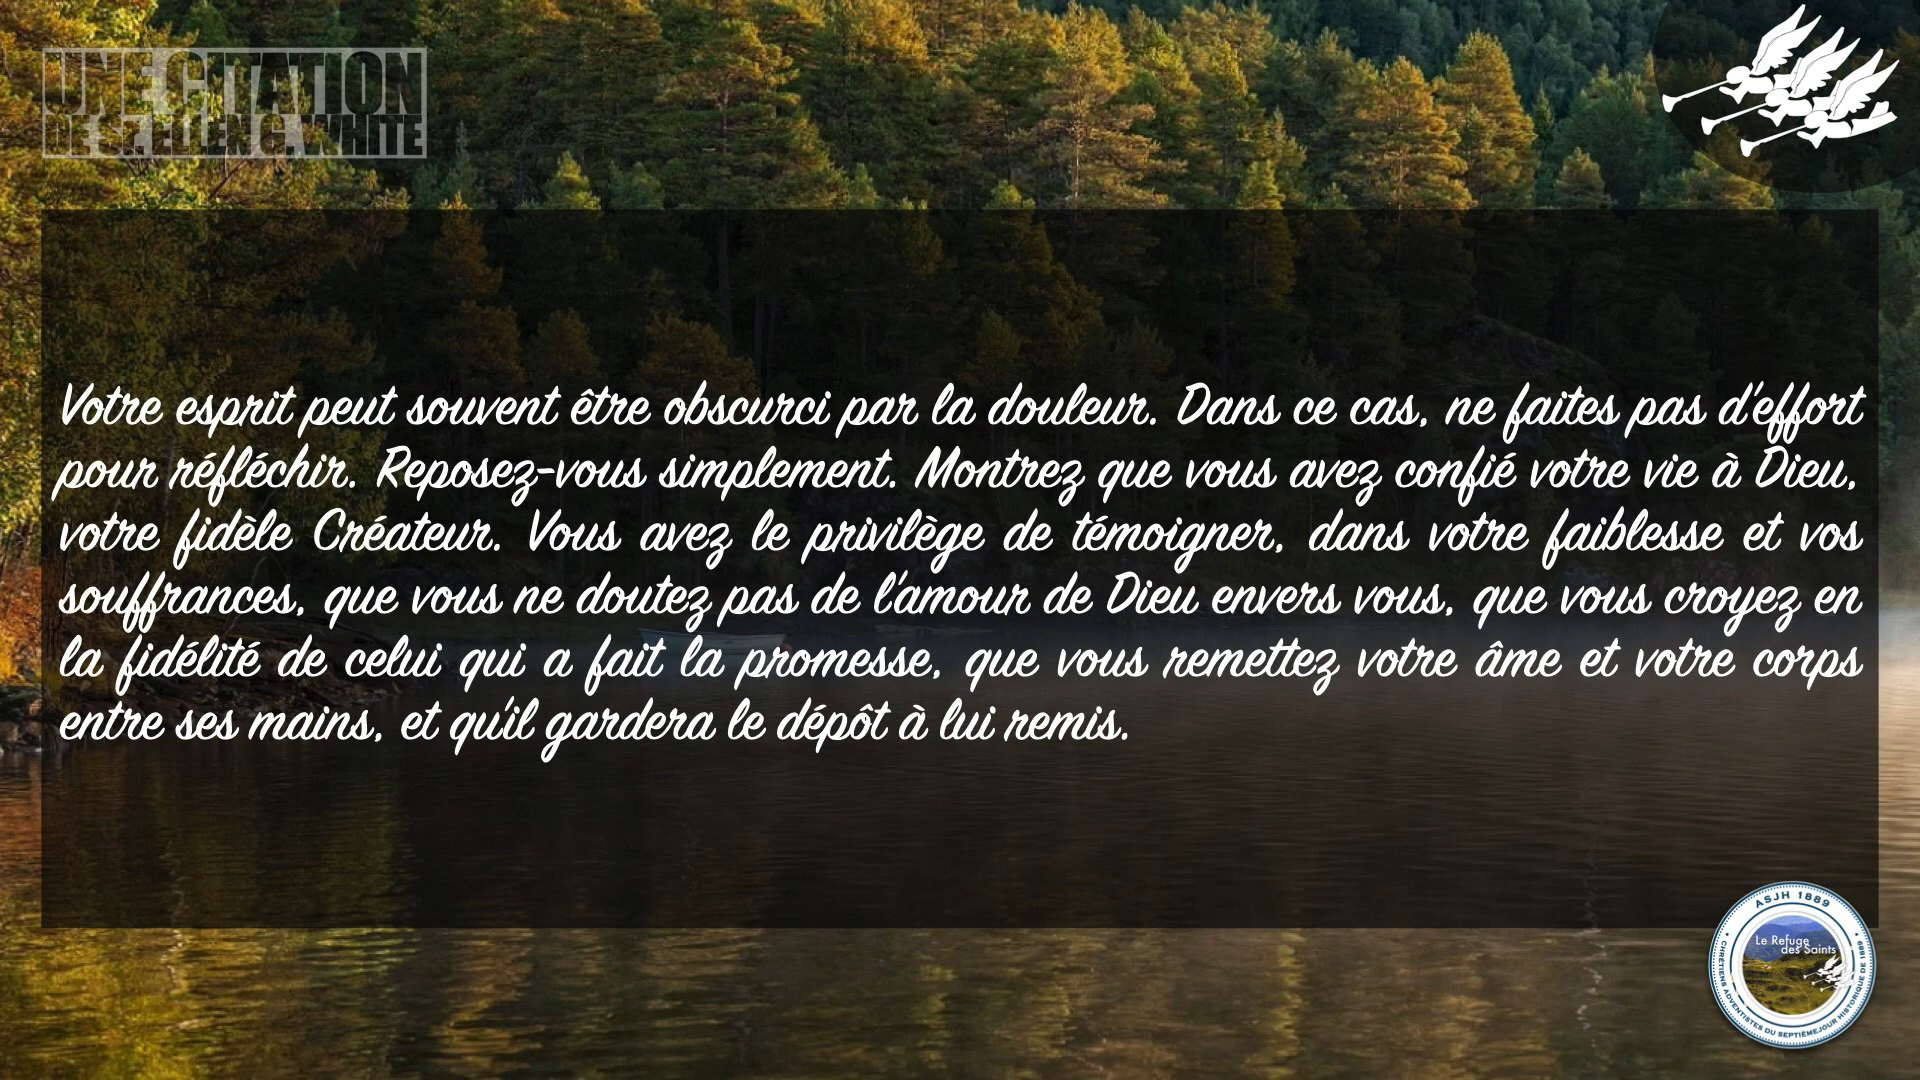 UNE CITATION
DE Sr. ELLEN G. WHITE
Votre esprit peut souvent être obscurci par la douleur. Dans ce cas, ne faites pas d'effort
pour réfléchir. Reposez-vous simplement. Montrez que vous avez confié votre vie à Dieu,
votre fidèle Créateur. Vous avez le privilège de témoigner, dans votre faiblesse et vos
souffrances, que vous ne doutez pas de l'amour de Dieu envers vous, que vous croyez en
la fidélité de celui qui a fait la promesse, que vous remettez votre âme et votre corps
entre ses mains, et qu'il gardera le dépôt à lui remis.
ASJH 1889
Le Refuge
des Saints
CHRÉTIENS ADVENTISTES DU SEPTIÈME JOUR HISTORIQUE DE 1889